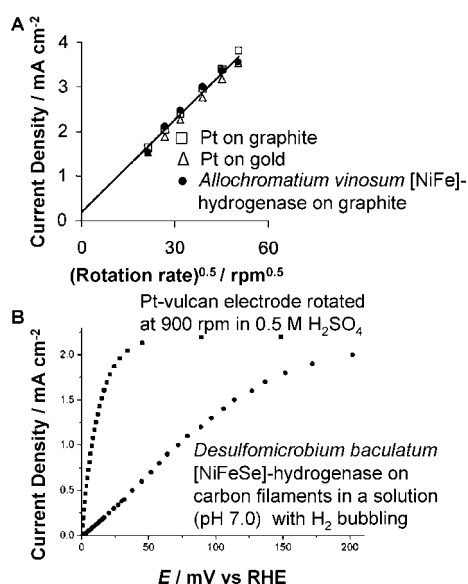 A
4
3
2
1
0
Current Density / mA cm-2
□ Pt on graphite
△ Pt on gold
● Allochromatium vinosum [NiFe]-
hydrogenase on graphite
0 30 60
(Rotation rate)0.5 / rpm0.5
B
Pt-vulcan electrode rotated
at 900 rpm in 0.5 M H2SO4
2.0
1.5
1.0
0.5
0.0
Current Density / mA cm-2
Desulfomicrobium baculatum
[NiFeSe]-hydrogenase on
carbon filaments in a solution
(pH 7.0) with H2 bubbling
0 50 100 150 200
E / mV vs RHE